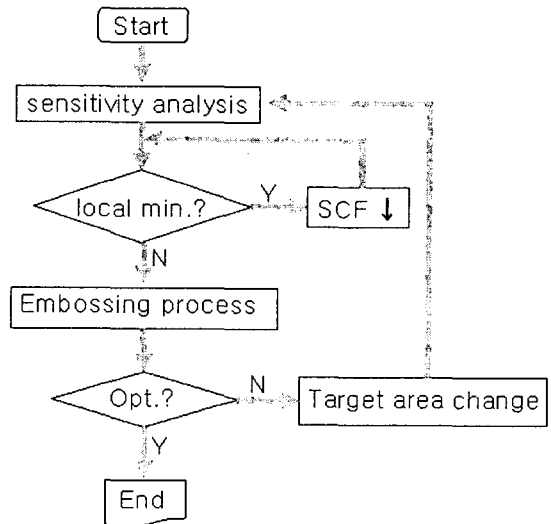 Start
sensitivity analysis
local min.?
Y
SCF ↓
N
Embossing process
Opt.?
N
Target area change
Y
End